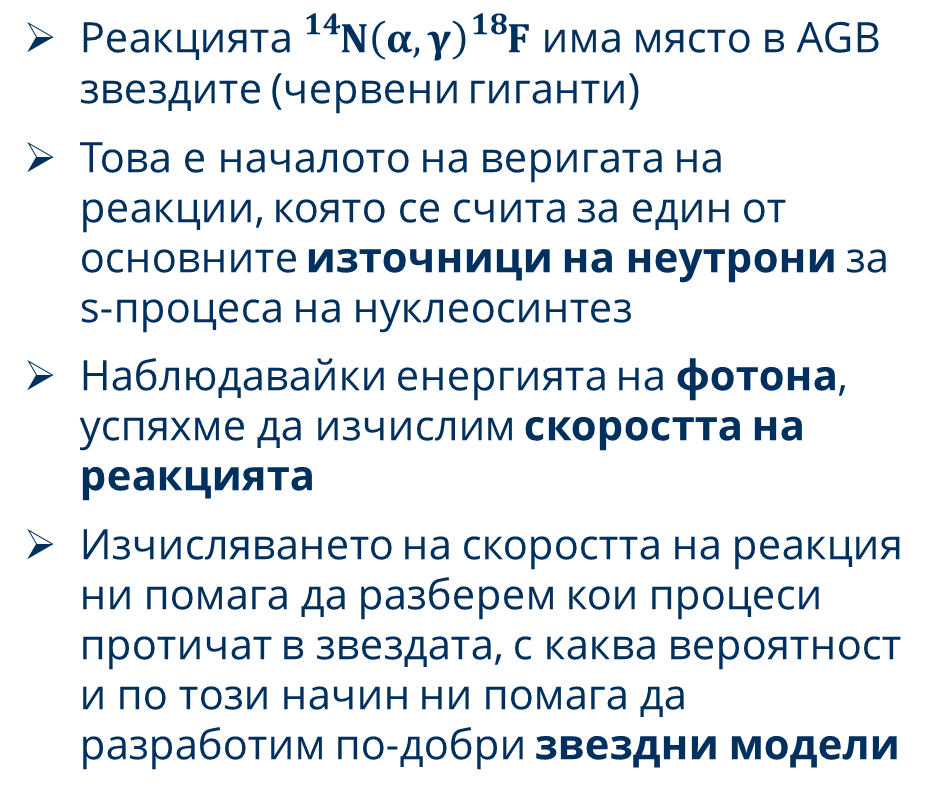 ➢ Реакцията ¹⁴N(α, γ)¹⁸F има място в AGB
звездите (червени гиганти)
➢ Това е началото на веригата на
реакции, която се счита за един от
основните източници на неутрони за
s-процеса на нуклеосинтез
➢ Наблюдавайки енергията на фотона,
успяхме да изчислим скоростта на
реакцията
➢ Изчисляването на скоростта на реакция
ни помага да разберем кои процеси
протичат в звездата, с каква вероятност
и по този начин ни помага да
разработим по-добри звездни модели